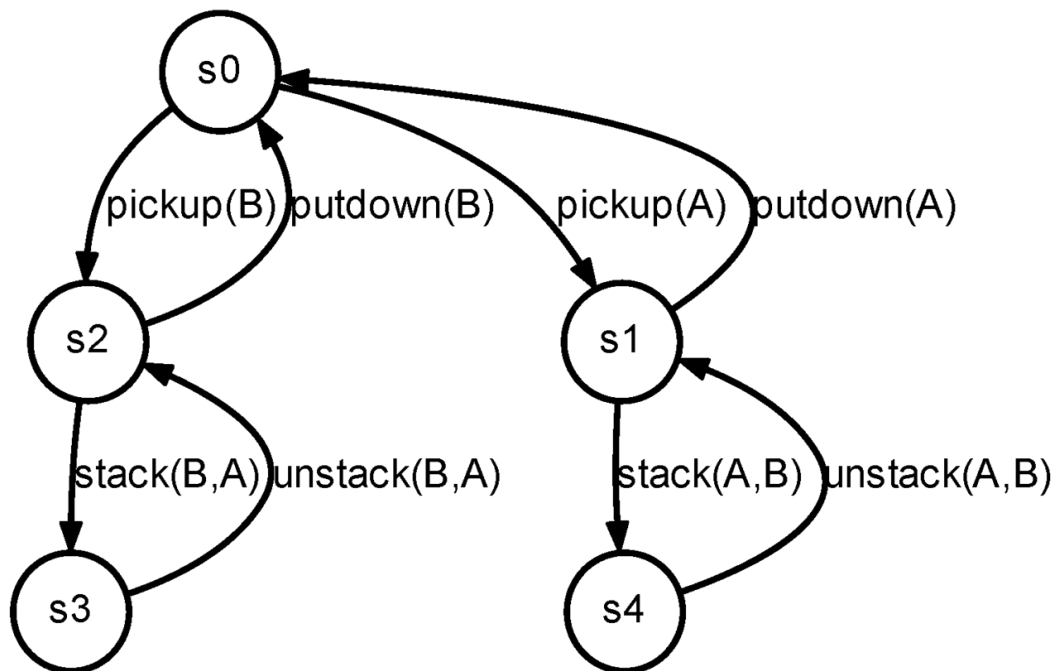 s0
pickup(B) putdown(B) pickup(A) putdown(A)
s2 s1
stack(B,A) unstack(B,A) stack(A,B) unstack(A,B)
s3 s4